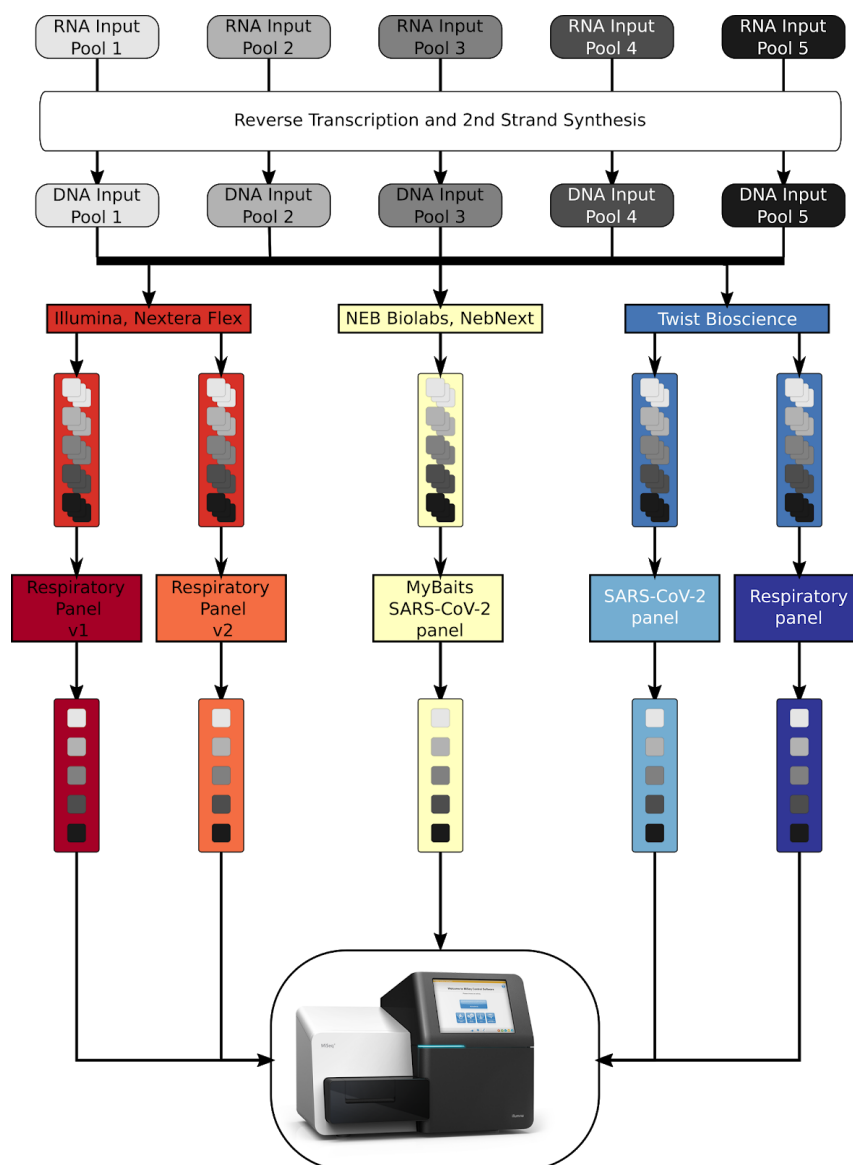 RNA Input
Pool 1
RNA Input
Pool 2
RNA Input
Pool 3
RNA Input
Pool 4
RNA Input
Pool 5
Reverse Transcription and 2nd Strand Synthesis
DNA Input
Pool 1
DNA Input
Pool 2
DNA Input
Pool 3
DNA Input
Pool 4
DNA Input
Pool 5
Illumina, Nextera Flex
NEB Biolabs, NebNext
Twist Bioscience
Respiratory
Panel
v1
Respiratory
Panel
v2
MyBaits
SARS-CoV-2
panel
SARS-CoV-2
panel
Respiratory
panel
MiSeq